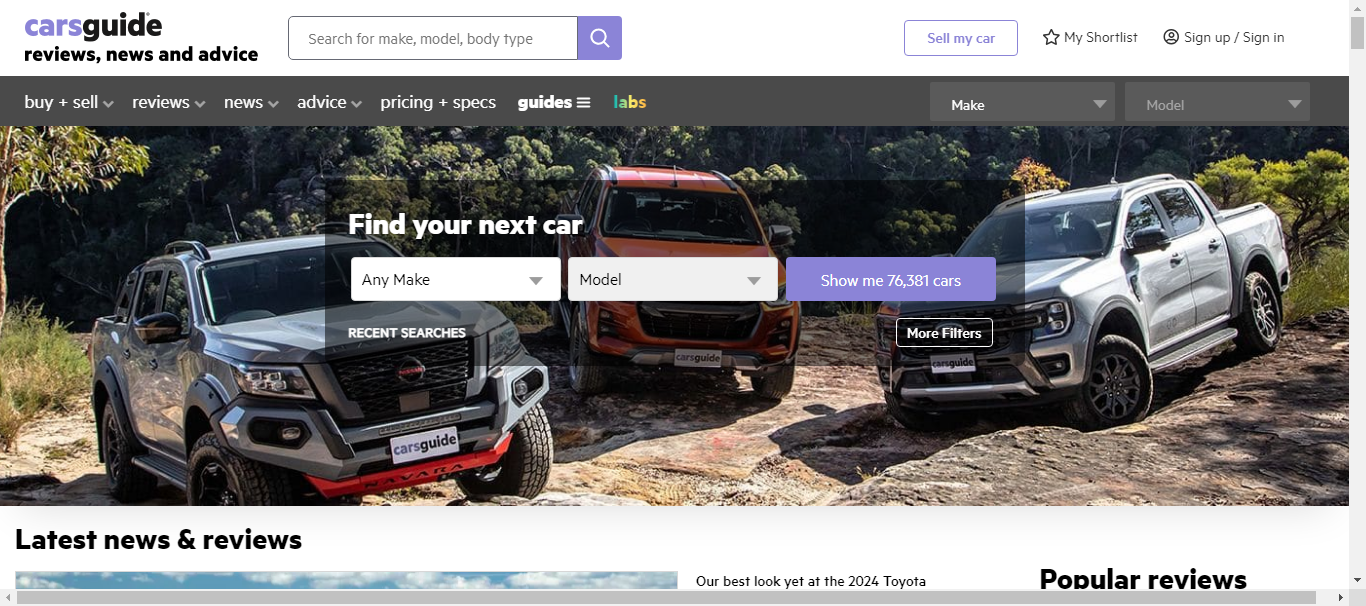 carsguide
reviews, news and advice
Search for make, model, body type
Sell my car
My Shortlist
Sign up / Sign in
buy + sell
reviews
news
advice
pricing + specs
guides
labs
Make
Model
Find your next car
Any Make
Model
Show me 76,381 cars
RECENT SEARCHES
More Filters
NISSAN
carsguide
NAVARA
carsguide
carsguide
Latest news & reviews
Our best look yet at the 2024 Toyota
Popular reviews